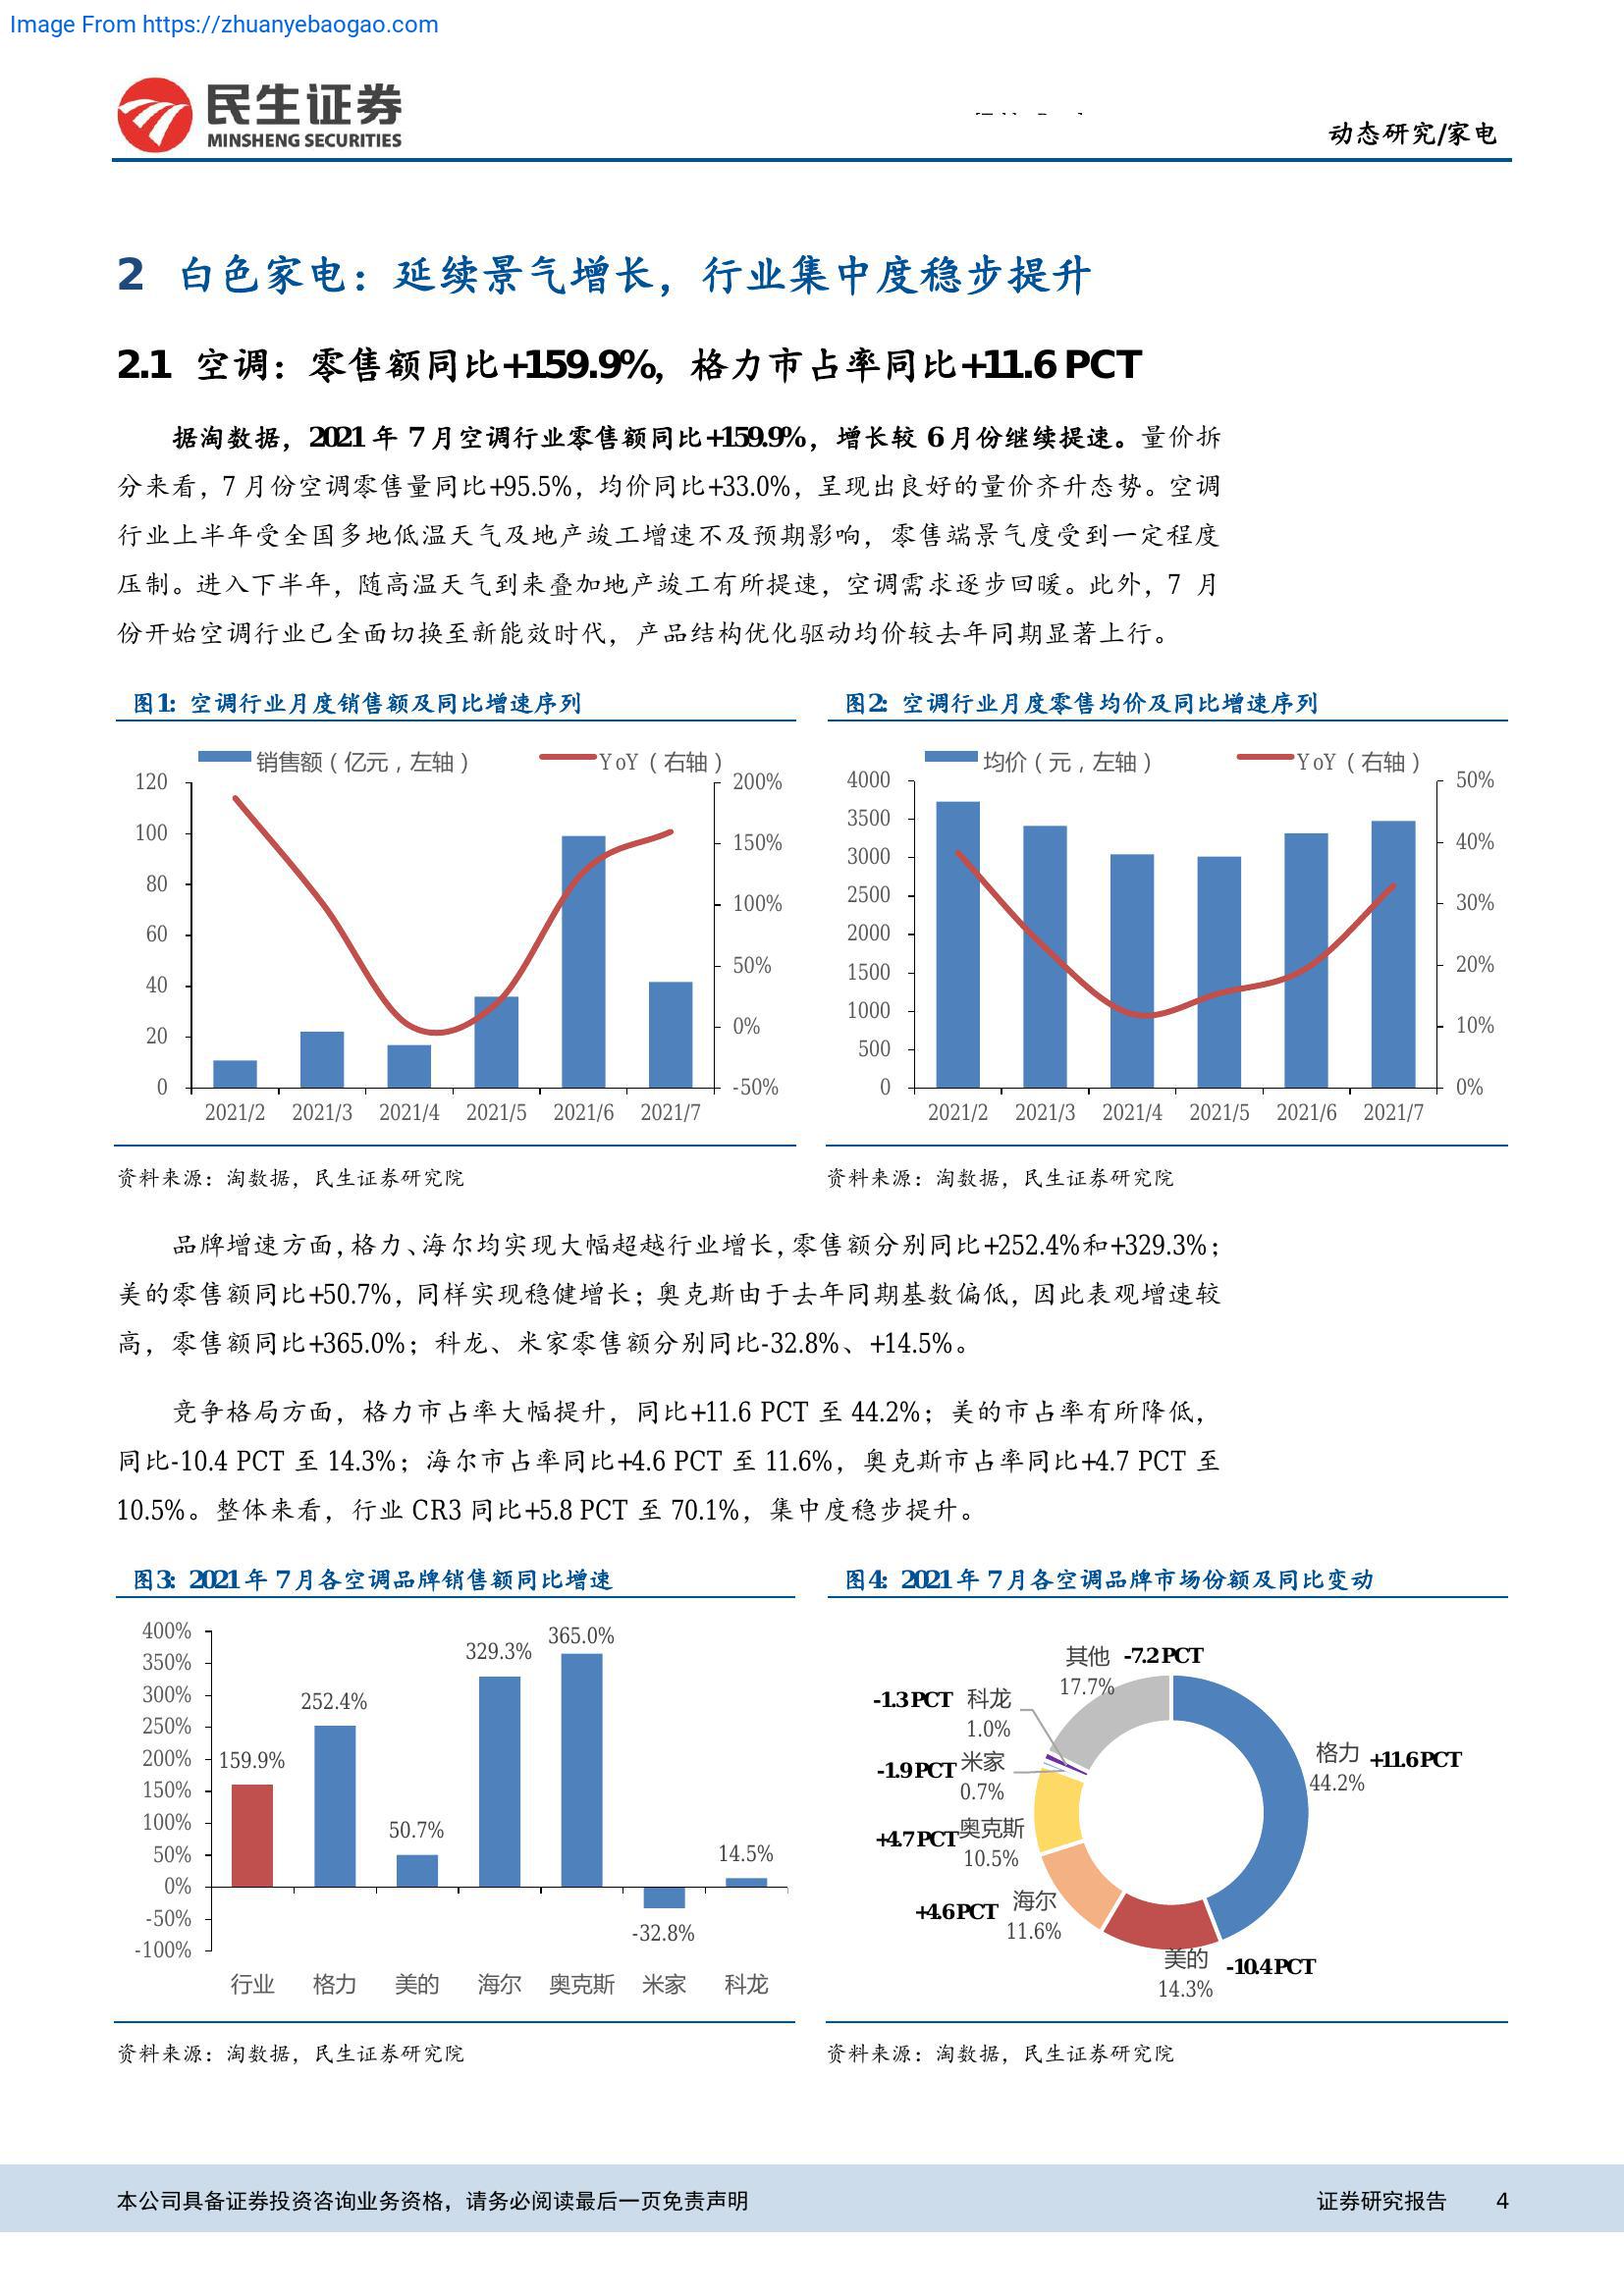 Image From https://zhuanyebaogao.com
民生证券
MINSHENG SECURITIES
动态研究/家电
2 白色家电：延续景气增长，行业集中度稳步提升
2.1 空调：零售额同比+159.9%，格力市占率同比+11.6 PCT
据淘数据，2021 年 7 月空调行业零售额同比+159.9%，增长较 6 月份继续提速。量价拆
分来看，7 月份空调零售量同比+95.5%，均价同比+33.0%，呈现出良好的量价齐升态势。空调
行业上半年受全国多地低温天气及地产竣工增速不及预期影响，零售端景气度受到一定程度
压制。进入下半年，随高温天气到来叠加地产竣工有所提速，空调需求逐步回暖。此外，7 月
份开始空调行业已全面切换至新能效时代，产品结构优化驱动均价较去年同期显著上行。
图1：空调行业月度销售额及同比增速序列
销售额（亿元，左轴）
YoY（右轴）
120
100
80
60
40
20
0
200%
150%
100%
50%
0%
-50%
2021/2 2021/3 2021/4 2021/5 2021/6 2021/7
资料来源：淘数据，民生证券研究院
图2：空调行业月度零售均价及同比增速序列
均价（元，左轴）
YoY（右轴）
4000
3500
3000
2500
2000
1500
1000
500
0
50%
40%
30%
20%
10%
0%
2021/2 2021/3 2021/4 2021/5 2021/6 2021/7
资料来源：淘数据，民生证券研究院
品牌增速方面，格力、海尔均实现大幅超越行业增长，零售额分别同比+252.4%和+329.3%；
美的零售额同比+50.7%，同样实现稳健增长；奥克斯由于去年同期基数偏低，因此表观增速较
高，零售额同比+365.0%；科龙、米家零售额分别同比-32.8%、+14.5%。
竞争格局方面，格力市占率大幅提升，同比+11.6 PCT 至 44.2%；美的市占率有所降低，
同比-10.4 PCT 至 14.3%；海尔市占率同比+4.6 PCT 至 11.6%，奥克斯市占率同比+4.7 PCT 至
10.5%。整体来看，行业 CR3 同比+5.8 PCT 至 70.1%，集中度稳步提升。
图3：2021 年 7 月各空调品牌销售额同比增速
400%
350%
300%
250%
200%
150%
100%
50%
0%
-50%
-100%
159.9%
252.4%
50.7%
329.3%
365.0%
-32.8%
14.5%
行业 格力 美的 海尔 奥克斯 米家 科龙
资料来源：淘数据，民生证券研究院
图4：2021 年 7 月各空调品牌市场份额及同比变动
其他 -7.2PCT
17.7%
-1.3PCT 科龙
1.0%
-1.9PCT 米家
0.7%
+4.7PCT 奥克斯
10.5%
+4.6PCT 海尔
11.6%
美的 -10.4PCT
14.3%
格力 +11.6PCT
44.2%
资料来源：淘数据，民生证券研究院
本公司具备证券投资咨询业务资格，请务必阅读最后一页免责声明
证券研究报告 4